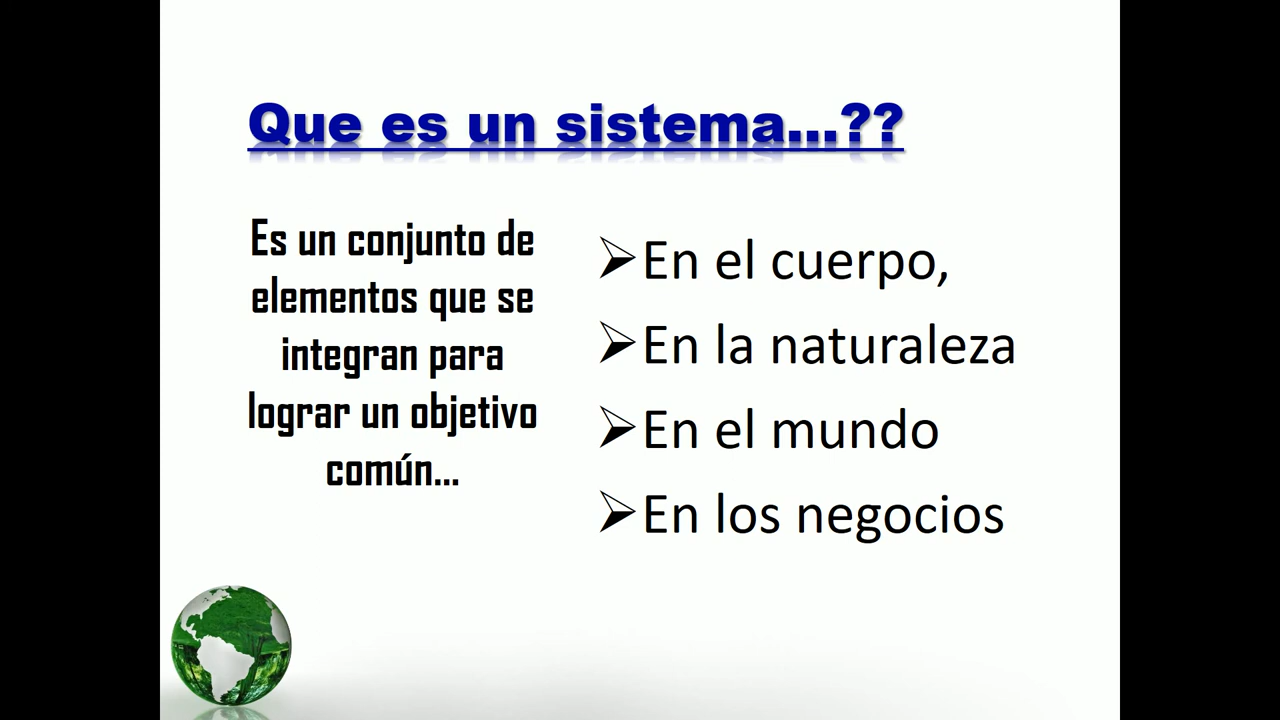 Que es un sistema...??
Es un conjunto de
elementos que se
integran para
lograr un objetivo
común...
En el cuerpo,
En la naturaleza
En el mundo
En los negocios